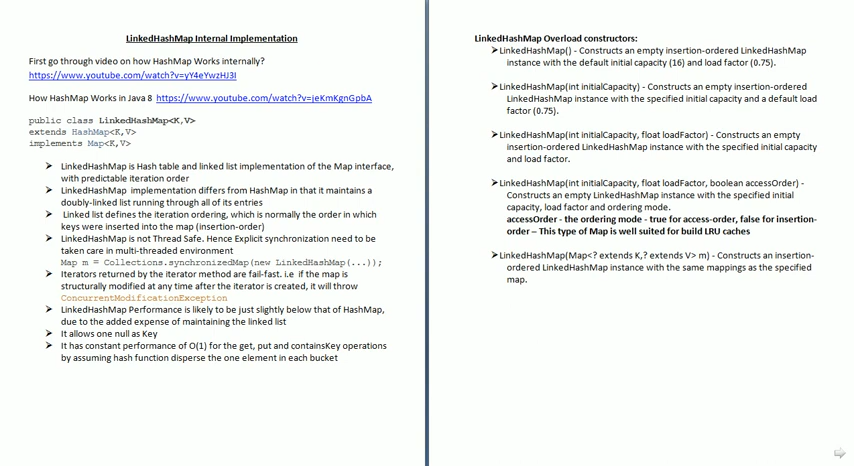 LinkedHashMap Internal Implementation
First go through video on how HashMap Works internally?
https://www.youtube.com/watch?v=yY4eYwzHJ3I
How HashMap Works in Java 8 https://www.youtube.com/watch?v=jeKmKgnGpbA
public class LinkedHashMap<K,V>
extends HashMap<K,V>
implements Map<K,V>
➤ LinkedHashMap is Hash table and linked list implementation of the Map interface,
with predictable iteration order
➤ LinkedHashMap implementation differs from HashMap in that it maintains a
doubly-linked list running through all of its entries
➤ Linked list defines the iteration ordering, which is normally the order in which
keys were inserted into the map (insertion-order)
➤ LinkedHashMap is not Thread Safe. Hence Explicit synchronization need to be
taken care in multi-threaded environment
Map m = Collections.synchronizedMap(new LinkedHashMap(...));
➤ Iterators returned by the iterator method are fail-fast. i.e if the map is
structurally modified at any time after the iterator is created, it will throw
ConcurrentModificationException
➤ LinkedHashMap Performance is likely to be just slightly below that of HashMap,
due to the added expense of maintaining the linked list
➤ It allows one null as Key
➤ It has constant performance of O(1) for the get, put and containsKey operations
by assuming hash function disperse the one element in each bucket
LinkedHashMap Overload constructors:
➤ LinkedHashMap() - Constructs an empty insertion-ordered LinkedHashMap
instance with the default initial capacity (16) and load factor (0.75).
➤ LinkedHashMap(int initialCapacity) - Constructs an empty insertion-ordered
LinkedHashMap instance with the specified initial capacity and a default load
factor (0.75).
➤ LinkedHashMap(int initialCapacity, float loadFactor) - Constructs an empty
insertion-ordered LinkedHashMap instance with the specified initial capacity
and load factor.
➤ LinkedHashMap(int initialCapacity, float loadFactor, boolean accessOrder) -
Constructs an empty LinkedHashMap instance with the specified initial
capacity, load factor and ordering mode.
accessOrder - the ordering mode - true for access-order, false for insertion-
order – This type of Map is well suited for build LRU caches
➤ LinkedHashMap(Map<? extends K,? extends V> m) - Constructs an insertion-
ordered LinkedHashMap instance with the same mappings as the specified
map.